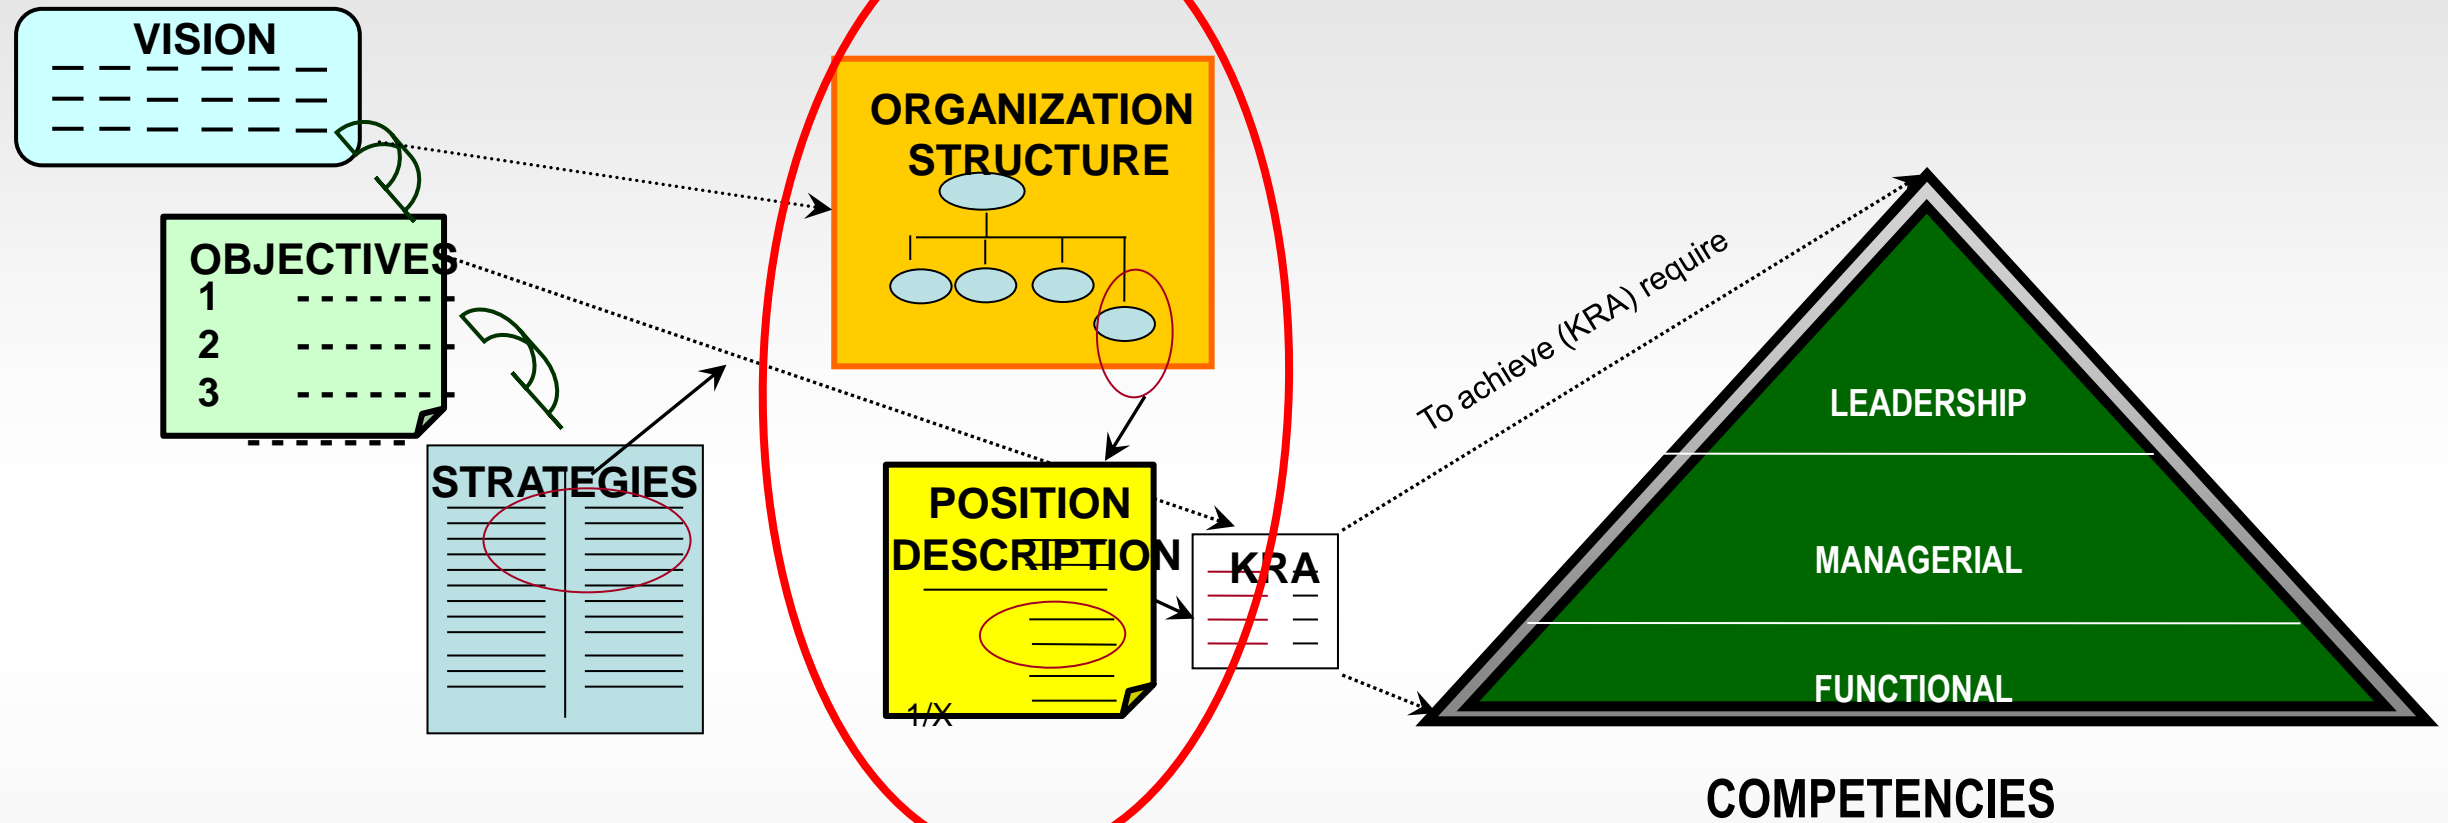 VISION
OBJECTIVES
1
2
3
STRATEGIES
ORGANIZATION
STRUCTURE
POSITION
DESCRIPTION
1/X
KRA
To achieve (KRA) require
LEADERSHIP
MANAGERIAL
FUNCTIONAL
COMPETENCIES